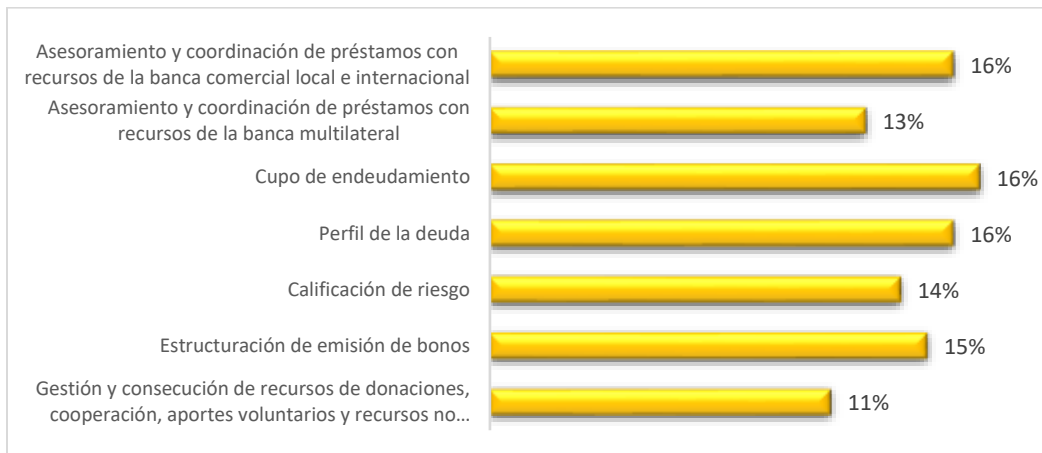 Asesoramiento y coordinación de préstamos con
recursos de la banca comercial local e internacional
16%
Asesoramiento y coordinación de préstamos con
recursos de la banca multilateral
13%
Cupo de endeudamiento
16%
Perfil de la deuda
16%
Calificación de riesgo
14%
Estructuración de emisión de bonos
15%
Gestión y consecución de recursos de donaciones,
cooperación, aportes voluntarios y recursos no...
11%